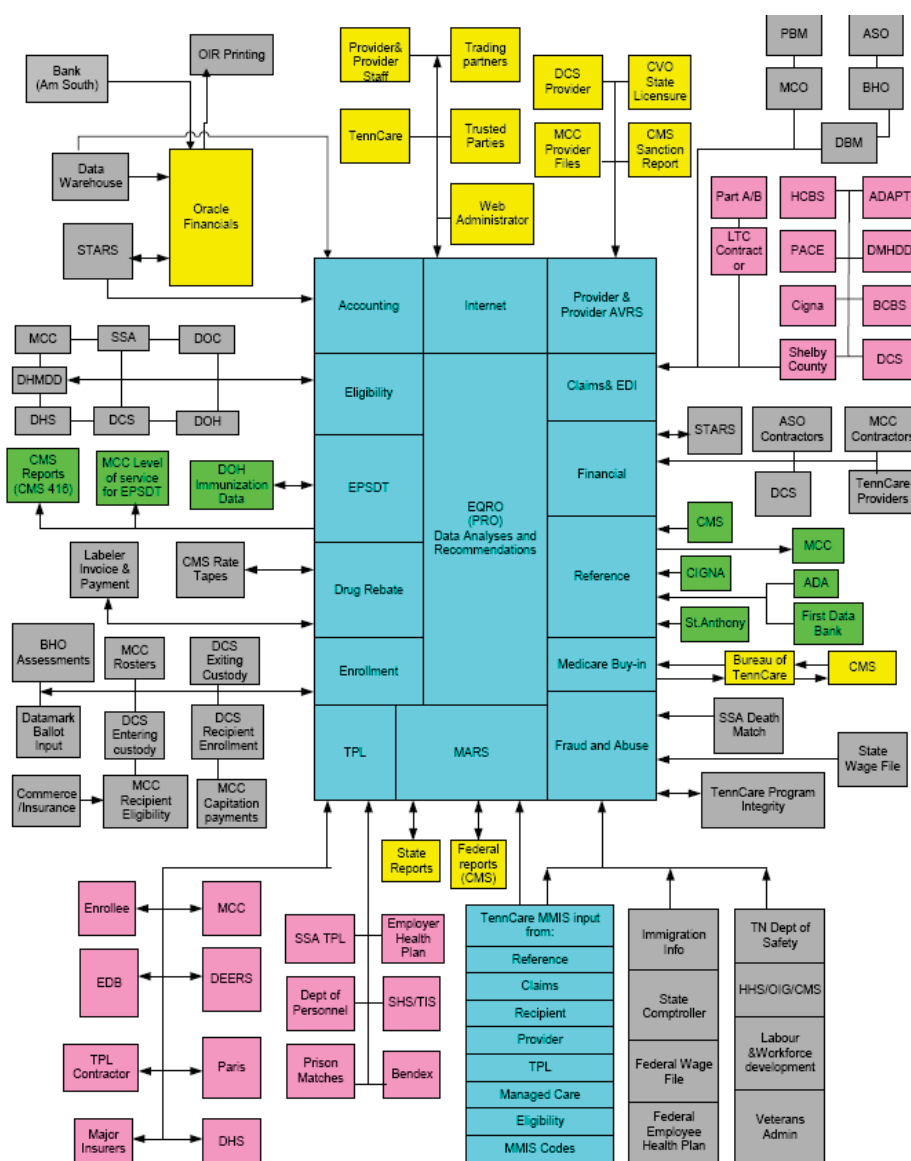 Bank
(Am South)
OIR Printing
Provider&
Provider
Staff
Trading
partners
DCS
Provider
CVO
State
Licensure
PBM
ASO
MCO
BHO
DBM
TennCare
Trusted
Parties
MCC
Provider
Files
CMS
Sanction
Report
Data
Warehouse
Oracle
Financials
Web
Administrator
Part A/B
HCBS
ADAPT
STARS
LTC
Contract
or
PACE
DMHDD
Accounting
Internet
Provider &
Provider AVRS
Cigna
BCBS
MCC
SSA
DOC
Shelby
County
DCS
DHMDD
Eligibility
Claims& EDI
DHS
DCS
DOH
STARS
ASO
Contractors
MCC
Contractors
CMS
Reports
(CMS 416)
MCC Level
of service
for EPSDT
DOH
Immunization
Data
EPSDT
Financial
DCS
TennCare
Providers
EQRO
(PRO)
Data Analyses and
Recommendations
CMS
MCC
Labeler
Invoice &
Payment
CMS Rate
Tapes
Drug Rebate
Reference
CIGNA
ADA
St.Anthony
First Data
Bank
BHO
Assessments
MCC
Rosters
DCS
Exiting
Custody
Enrollment
Medicare Buy-in
Bureau of
TennCare
CMS
Datamark
Ballot
Input
DCS
Entering
custody
DCS
Recipient
Enrollment
TPL
MARS
Fraud and Abuse
SSA Death
Match
State
Wage File
Commerce
/Insurance
MCC
Recipient
Eligibility
MCC
Capitation
payments
TennCare Program
Integrity
State
Reports
Federal
reports
(CMS)
Enrollee
MCC
SSA TPL
Employer
Health
Plan
TennCare MMIS input
from:
Reference
Claims
Recipient
Provider
TPL
Managed Care
Eligibility
MMIS Codes
Immigration
Info
State
Comptroller
Federal Wage
File
Federal
Employee
Health Plan
TN Dept of
Safety
HHS/OIG/CMS
Labour
&Workforce
development
Veterans
Admin
EDB
DEERS
Dept of
Personnel
SHS/TIS
TPL
Contractor
Paris
Prison
Matches
Bendex
Major
Insurers
DHS